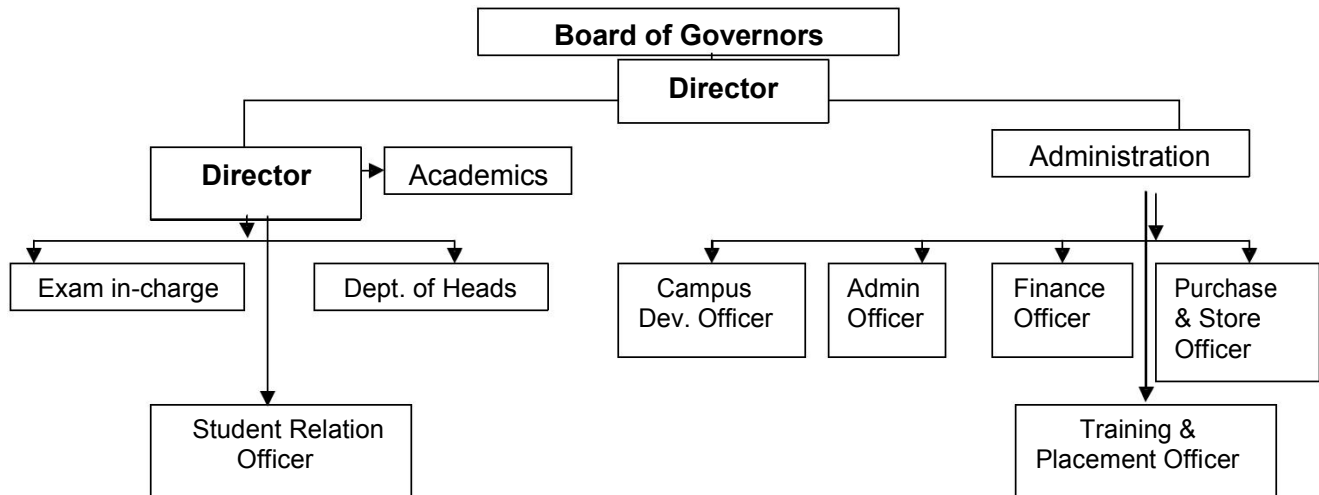 Board of Governors
Director
Director
Academics
Administration
Exam in-charge
Dept. of Heads
Campus
Dev. Officer
Admin
Officer
Finance
Officer
Purchase
& Store
Officer
Student Relation
Officer
Training &
Placement Officer